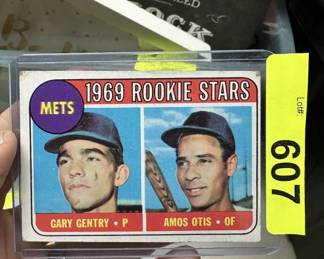 1969 ROOKIE STARS
METS
GARY GENTRY • P
AMOS OTIS • OF
Lot#:
607